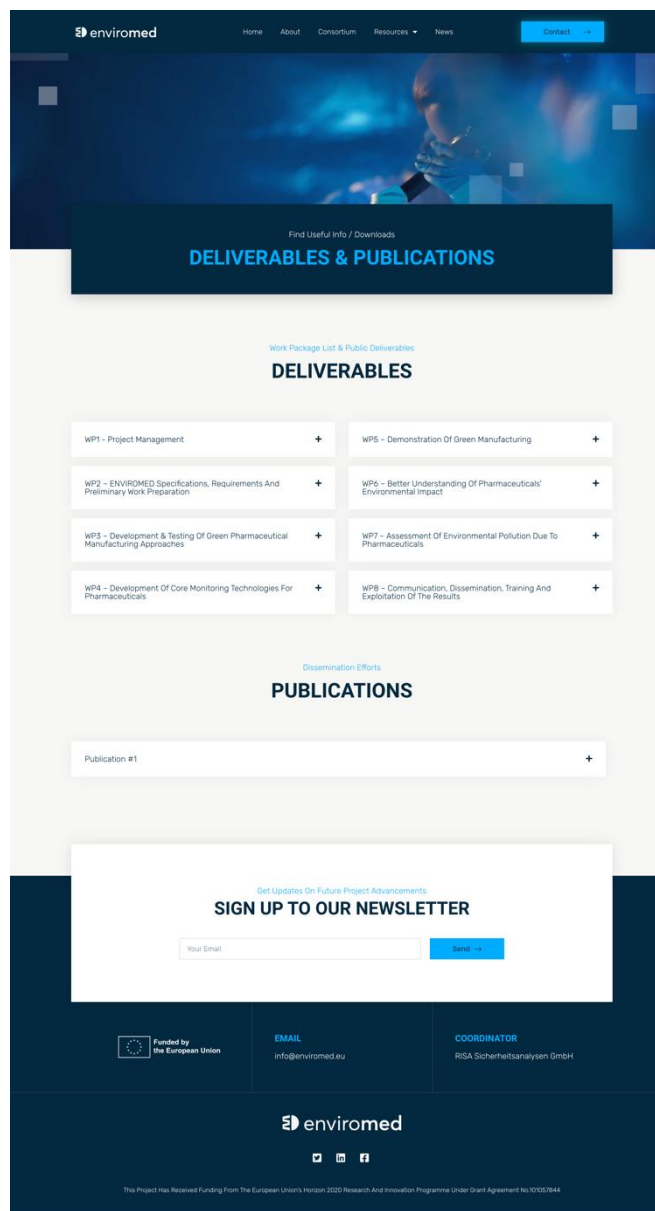 enviromed
Home About Consortium Resources News Contact
Find Useful Info / Downloads
DELIVERABLES & PUBLICATIONS
Work Package List & Public Deliverables
DELIVERABLES
WP1 - Project Management
WP2 – ENVIROMED Specifications, Requirements And
Preliminary Work Preparation
WP3 – Development & Testing Of Green Pharmaceutical
Manufacturing Approaches
WP4 – Development Of Core Monitoring Technologies For
Pharmaceuticals
WP5 – Demonstration Of Green Manufacturing
WP6 – Better Understanding Of Pharmaceuticals'
Environmental Impact
WP7 – Assessment Of Environmental Pollution Due To
Pharmaceuticals
WP8 – Communication, Dissemination, Training And
Exploitation Of The Results
Dissemination Efforts
PUBLICATIONS
Publication #1
Get Updates On Future Project Advancements
SIGN UP TO OUR NEWSLETTER
Your Email
Send
Funded by
the European Union
EMAIL
info@enviromed.eu
COORDINATOR
RISA Sicherheitsanalysen GmbH
enviromed
This Project Has Received Funding From The European Union's Horizon 2020 Research And Innovation Programme Under Grant Agreement No.101057844